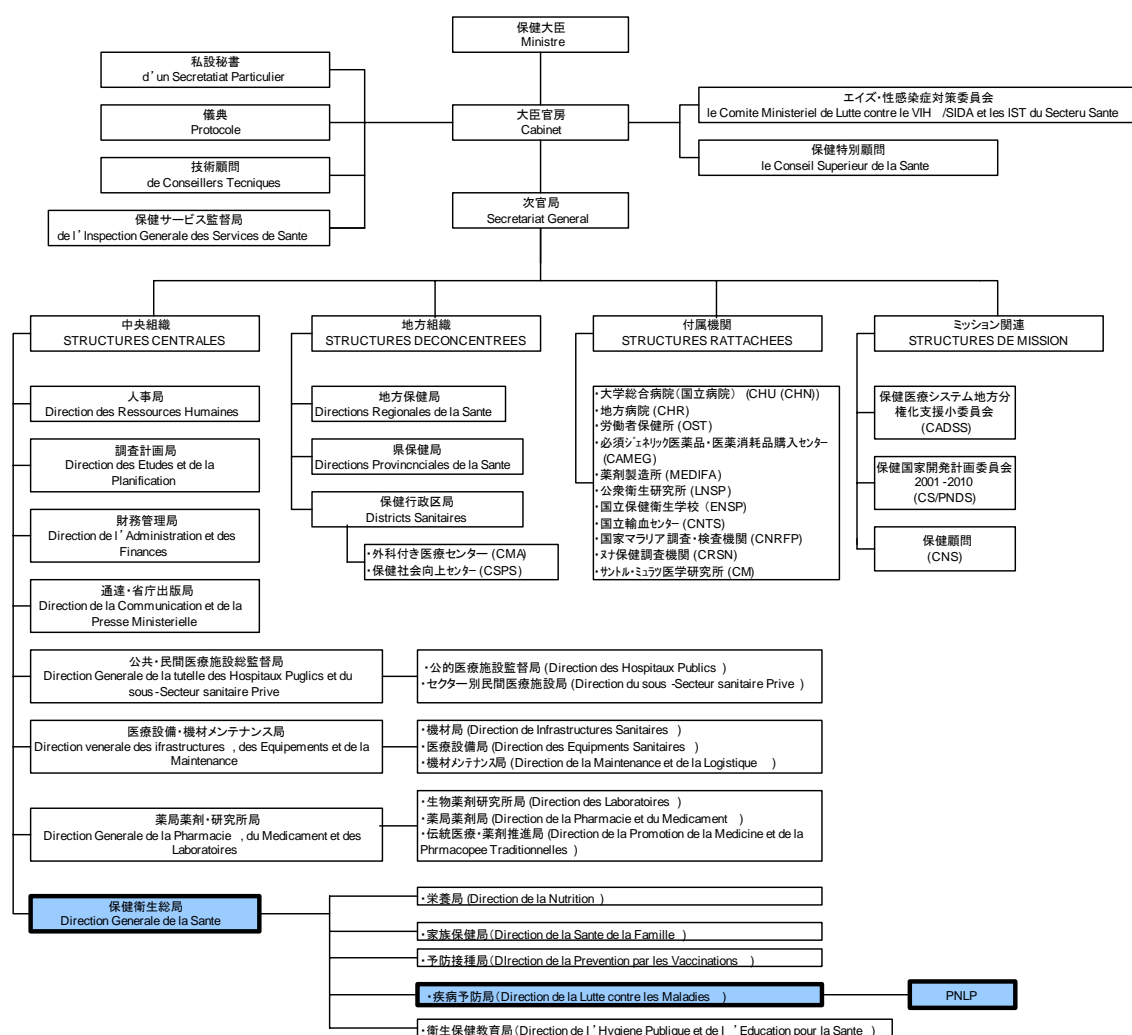 保健大臣
Ministre
私設秘書
d'un Secretatiat Particulier
儀典
Protocole
技術顧問
de Conseillers Tecniques
保健サービス監督局
de l'Inspection Generale des Services de Sante
大臣官房
Cabinet
エイズ・性感染症対策委員会
le Comite Ministeriel de Lutte contre le VIH /SIDA et les IST du Secteru Sante
保健特別顧問
le Conseil Superieur de la Sante
次官局
Secretariat General
中央組織
STRUCTURES CENTRALES
地方組織
STRUCTURES DECONCENTREES
付属機関
STRUCTURES RATTACHEES
ミッション関連
STRUCTURES DE MISSION
人事局
Direction des Ressources Humaines
調査計画局
Direction des Etudes et de la
Planification
財務管理局
Direction de l'Administration et des
Finances
通達・省庁出版局
Direction de la Communication et de la
Presse Ministerielle
地方保健局
Directions Regionales de la Sante
県保健局
Directions Provincnciales de la Sante
保健行政区局
Districts Sanitaires
・外科付き医療センター (CMA)
・保健社会向上センター (CSPS)
・大学総合病院(国立病院) (CHU (CHN))
・地方病院 (CHR)
・労働者保健所 (OST)
・必須ジェネリック医薬品・医薬消耗品購入センター
(CAMEG)
・薬剤製造所 (MEDIFA)
・公衆衛生研究所 (LNSP)
・国立保健衛生学校 (ENSP)
・国立輸血センター (CNTS)
・国家マラリア調査・検査機関 (CNRFP)
・ヌナ保健調査機関 (CRSN)
・サントル・ミュラツ医学研究所 (CM)
保健医療システム地方分
権化支援小委員会
(CADSS)
保健国家開発計画委員会
2001 -2010
(CS/PNDS)
保健顧問
(CNS)
公共・民間医療施設総監督局
Direction Generale de la tutelle des Hospitaux Puglics et du
sous -Secteur sanitaire Prive
・公的医療施設監督局 (Direction des Hospitaux Publics )
・セクター別民間医療施設局 (Direction du sous -Secteur sanitaire Prive )
医療設備・機材メンテナンス局
Direction venerale des ifrastructures , des Equipements et de la
Maintenance
・機材局 (Direction de Infrastructures Sanitaires )
・医療設備局 (Direction des Equipments Sanitaires )
・機材メンテナンス局 (Direction de la Maintenance et de la Logistique )
薬局薬剤・研究所局
Direction Generale de la Pharmacie , du Medicament et des
Laboratoires
・生物薬剤研究所局 (Direction des Laboratoires )
・薬局薬剤局 (Direction de la Pharmacie et du Medicament )
・伝統医療・薬剤推進局 (Direction de la Promotion de la Medicine et de la
Phrmacopee Traditionnelles )
保健衛生総局
Direction Generale de la Sante
・栄養局 (Direction de la Nutrition )
・家族保健局(Direction de la Sante de la Famille )
・予防接種局(DIrection de la Prevention par les Vaccinations )
・疾病予防局(Direction de la Lutte contre les Maladies )
PNLP
・衛生保健教育局(Direction de l'Hygiene Publique et de l'Education pour la Sante )